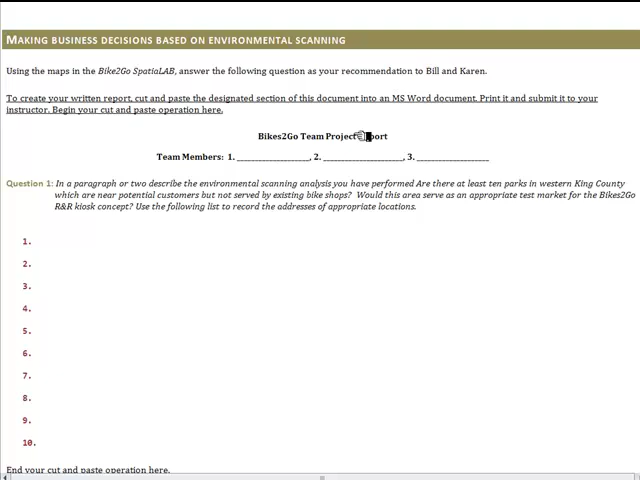 MAKING BUSINESS DECISIONS BASED ON ENVIRONMENTAL SCANNING
Using the maps in the Bike2Go SpatiaLAB, answer the following question as your recommendation to Bill and Karen.
To create your written report, cut and paste the designated section of this document into an MS Word document. Print it and submit it to your
instructor. Begin your cut and paste operation here.
Bikes2Go Team Project
Team Members: 1. ____________________, 2. ______________________, 3. ____________________
Question 1: In a paragraph or two describe the environmental scanning analysis you have performed Are there at least ten parks in western King County
which are near potential customers but not served by existing bike shops? Would this area serve as an appropriate test market for the Bikes2Go
R&R kiosk concept? Use the following list to record the addresses of appropriate locations.
1.
2.
3.
4.
5.
6.
7.
8.
9.
10.
End your cut and paste operation here.